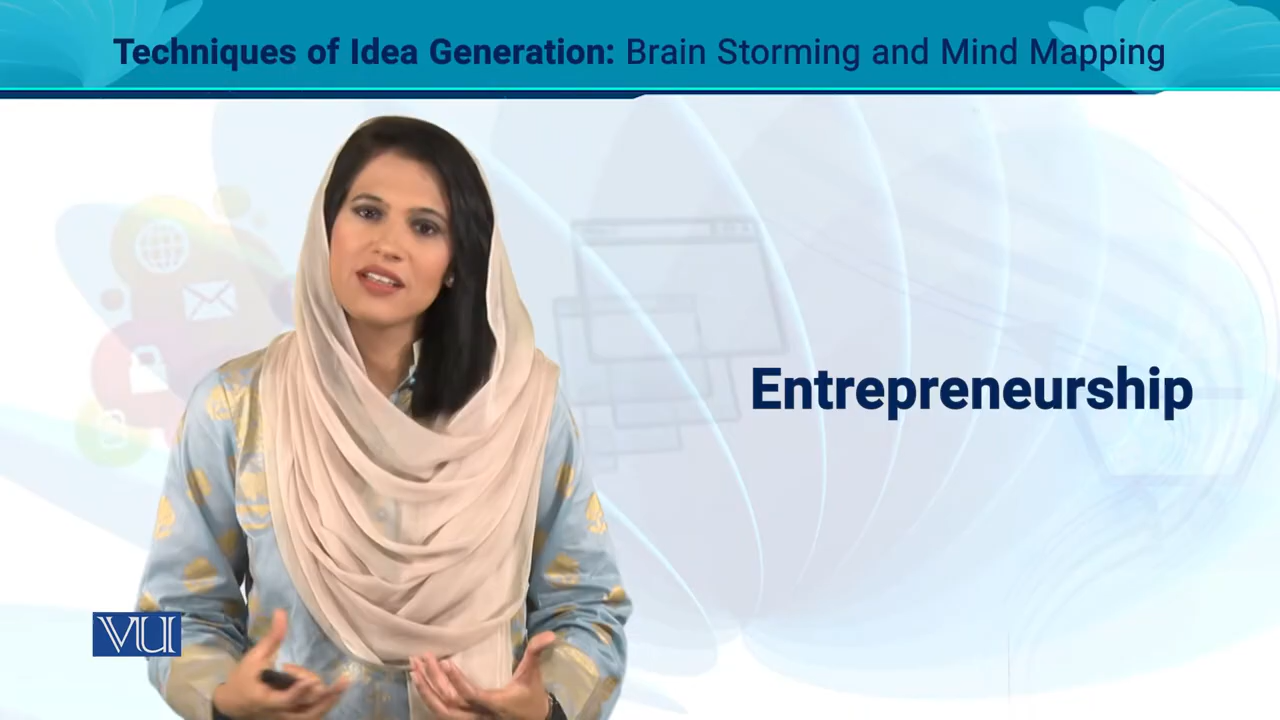 Techniques of Idea Generation: Brain Storming and Mind Mapping
Entrepreneurship
VU